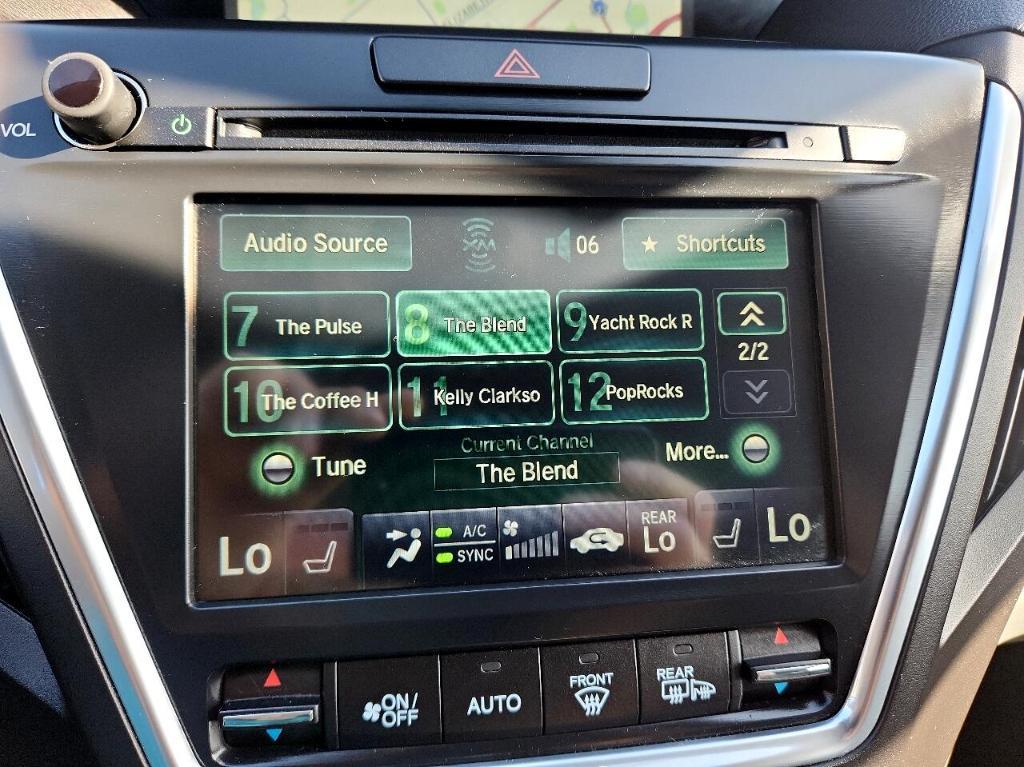 ELIZABETH
VOL
Audio Source
XM
06
★ Shortcuts
7 The Pulse
8 The Blend
9 Yacht Rock R
2/2
10 The Coffee H
11 Kelly Clarkso
12 PopRocks
Current Channel
Tune
The Blend
More...
Lo
A/C
SYNC
REAR
Lo
Lo
ON/
OFF
AUTO
FRONT
REAR